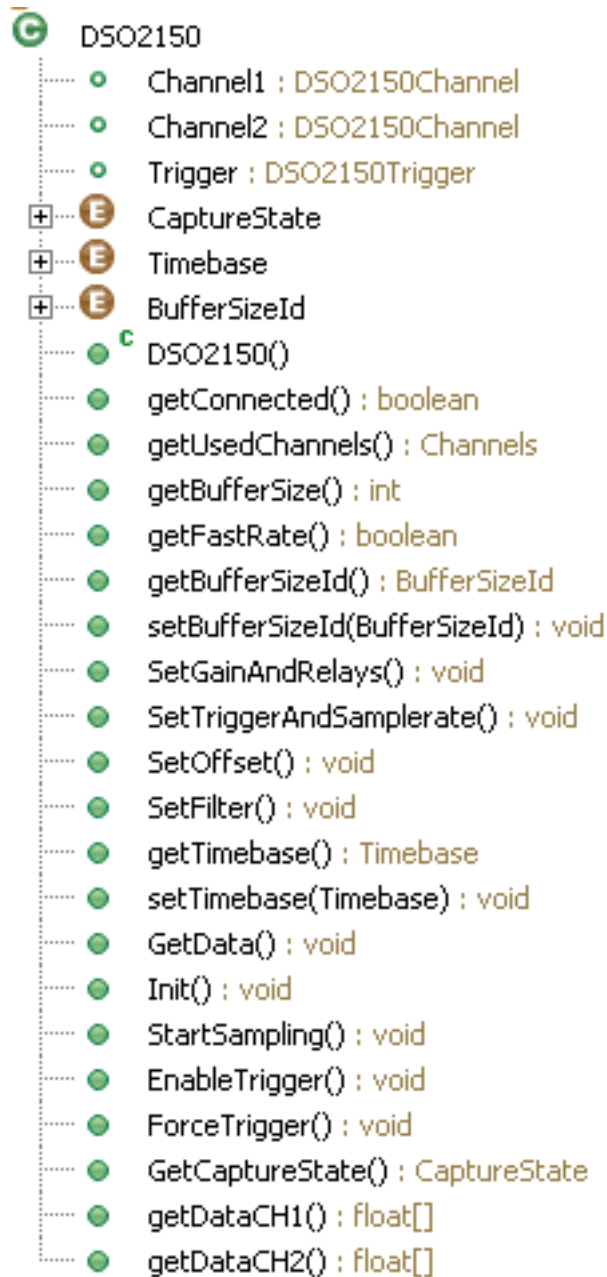 DSO2150
Channel1 : DSO2150Channel
Channel2 : DSO2150Channel
Trigger : DSO2150Trigger
E CaptureState
E Timebase
E BufferSizeId
C DSO2150()
getConnected() : boolean
getUsedChannels() : Channels
getBufferSize() : int
getFastRate() : boolean
getBufferSizeId() : BufferSizeId
setBufferSizeId(BufferSizeId) : void
SetGainAndRelays() : void
SetTriggerAndSamplerate() : void
SetOffset() : void
SetFilter() : void
getTimebase() : Timebase
setTimebase(Timebase) : void
GetData() : void
Init() : void
StartSampling() : void
EnableTrigger() : void
ForceTrigger() : void
GetCaptureState() : CaptureState
getDataCH1() : float[]
getDataCH2() : float[]